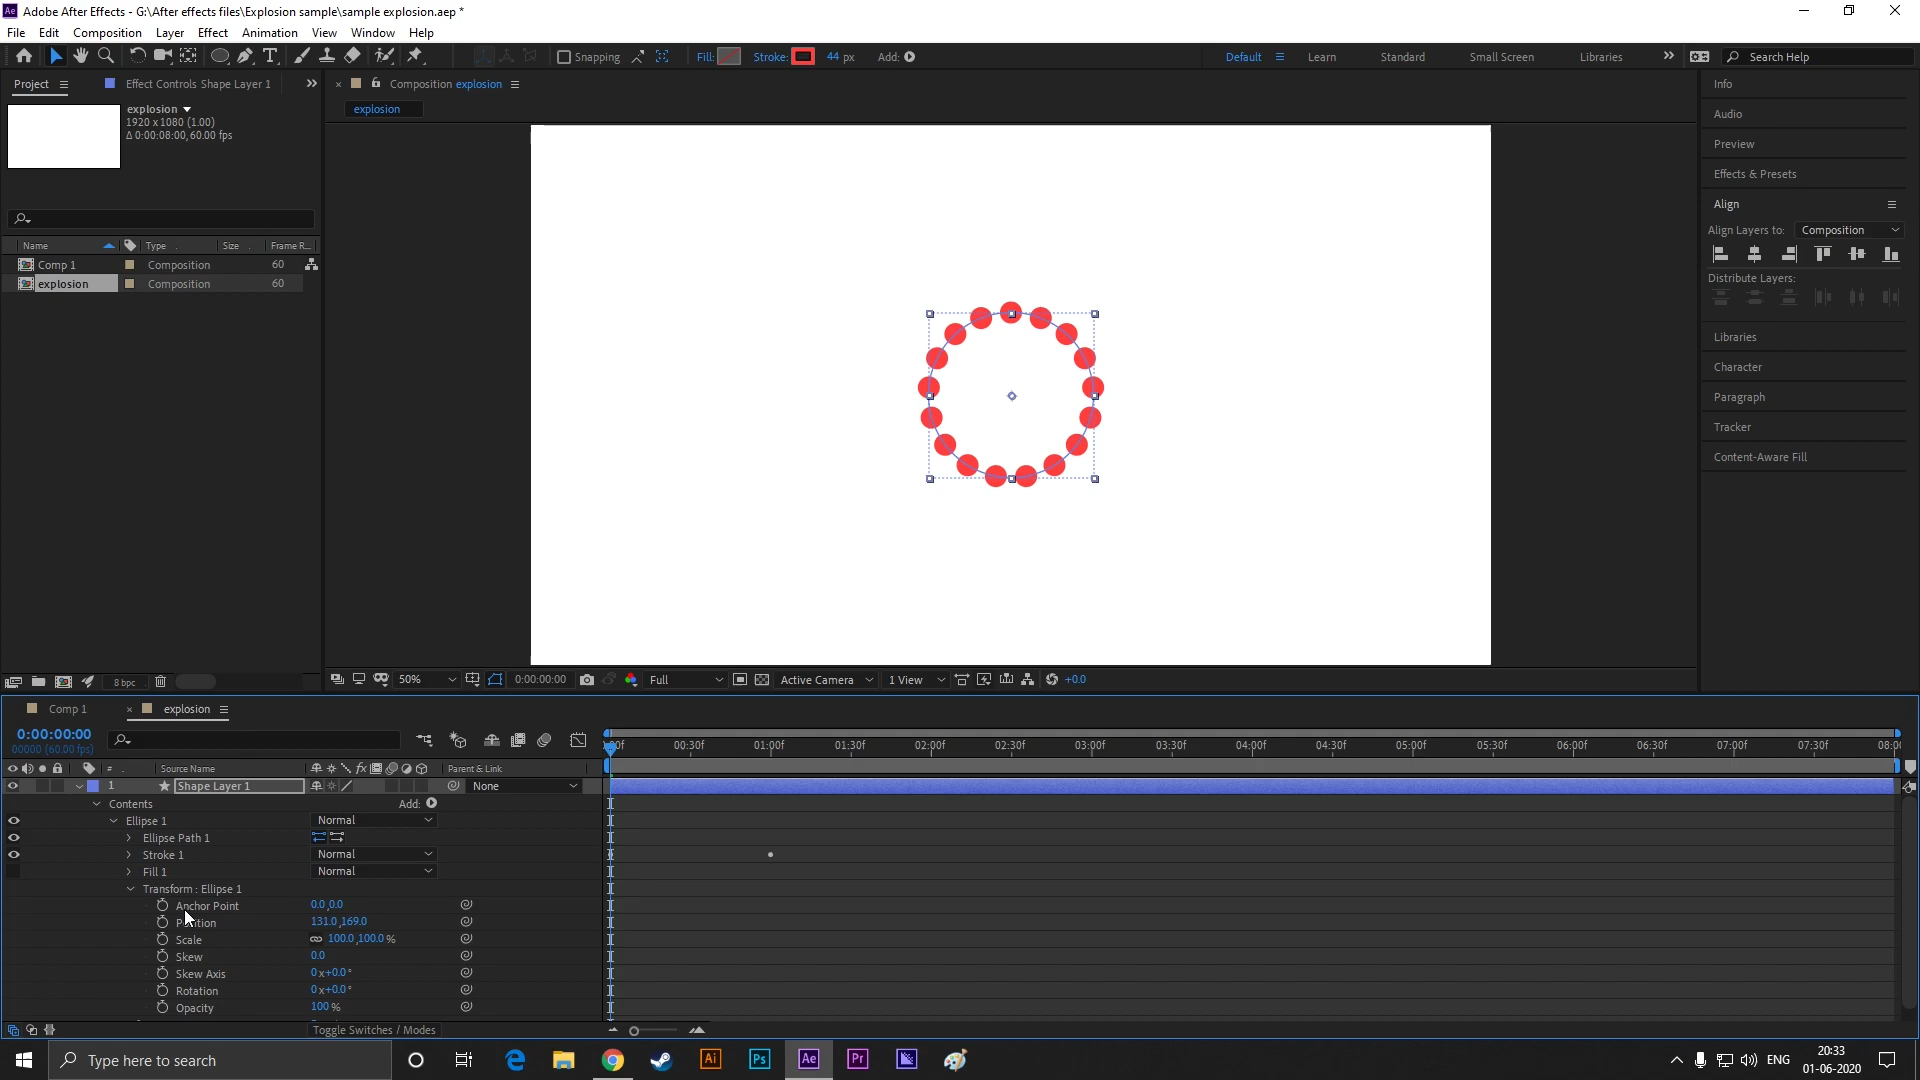 Ae Adobe After Effects - G:\After effects files\Explosion sample\sample explosion.aep *
File Edit Composition Layer Effect Animation View Window Help
Snapping Fill: Stroke: 44 px Add: Default Learn Standard Small Screen Libraries Search Help
Project Effect Controls Shape Layer 1 Composition explosion Info
explosion
1920 x 1080 (1.00)
Δ 0:00:08:00, 60.00 fps
explosion
Audio
Preview
Effects & Presets
Align
Align Layers to: Composition
Distribute Layers:
Libraries
Character
Paragraph
Tracker
Content-Aware Fill
Name Type Size Frame R...
Comp 1 Composition 60
explosion Composition 60
8 bpc 50% 0:00:00:00 Full Active Camera 1 View +0.0
Comp 1 explosion
0:00:00:00
00000 (60.00 fps)
00:30f 01:00f 01:30f 02:00f 02:30f 03:00f 03:30f 04:00f 04:30f 05:00f 05:30f 06:00f 06:30f 07:00f 07:30f
# Source Name fx Parent & Link
1 Shape Layer 1 None
Contents Add:
Ellipse 1 Normal
Ellipse Path 1
Stroke 1 Normal
Fill 1 Normal
Transform : Ellipse 1
Anchor Point 0.0,0.0
Position 131.0,169.0
Scale 100.0,100.0 %
Skew 0.0
Skew Axis 0x+0.0°
Rotation 0x+0.0°
Opacity 100 %
Toggle Switches / Modes
Type here to search Ai Ps Ae Pr ENG 20:33
01-06-2020